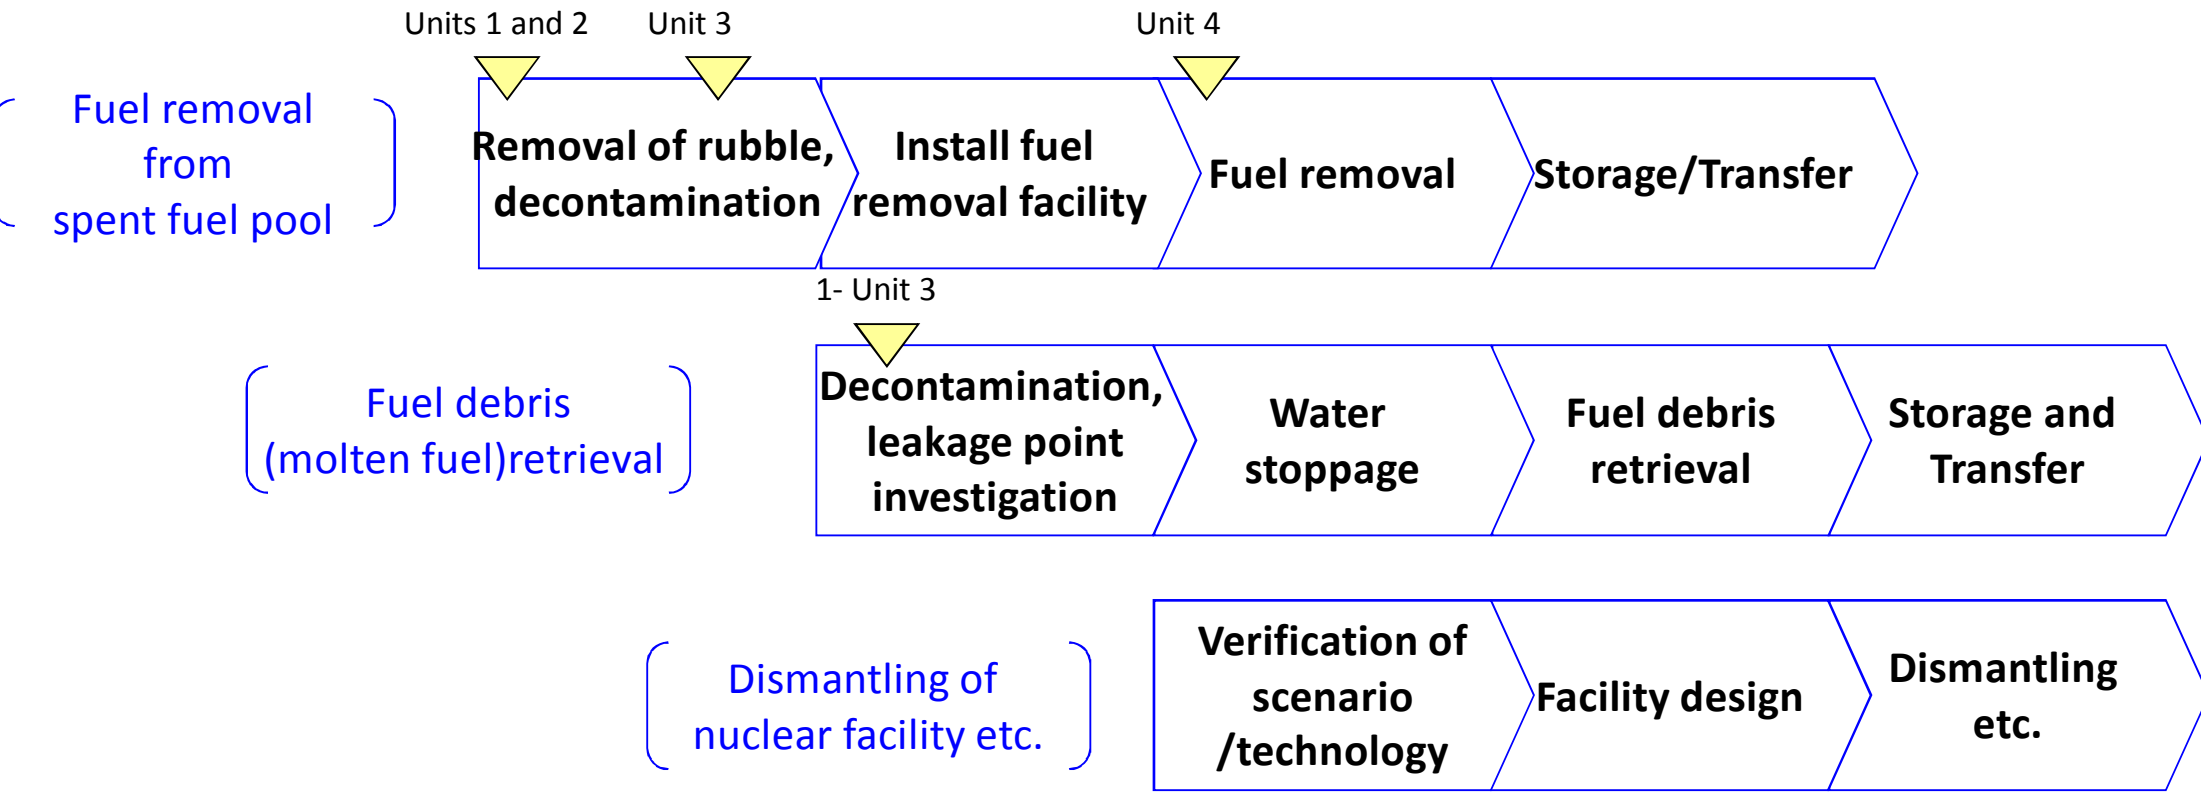 Units 1 and 2
Unit 3
Unit 4
Fuel removal
from
spent fuel pool
Removal of rubble,
decontamination
Install fuel
removal facility
Fuel removal
Storage/Transfer
1- Unit 3
Fuel debris
(molten fuel)retrieval
Decontamination,
leakage point
investigation
Water
stoppage
Fuel debris
retrieval
Storage and
Transfer
Dismantling of
nuclear facility etc.
Verification of
scenario
/technology
Facility design
Dismantling
etc.